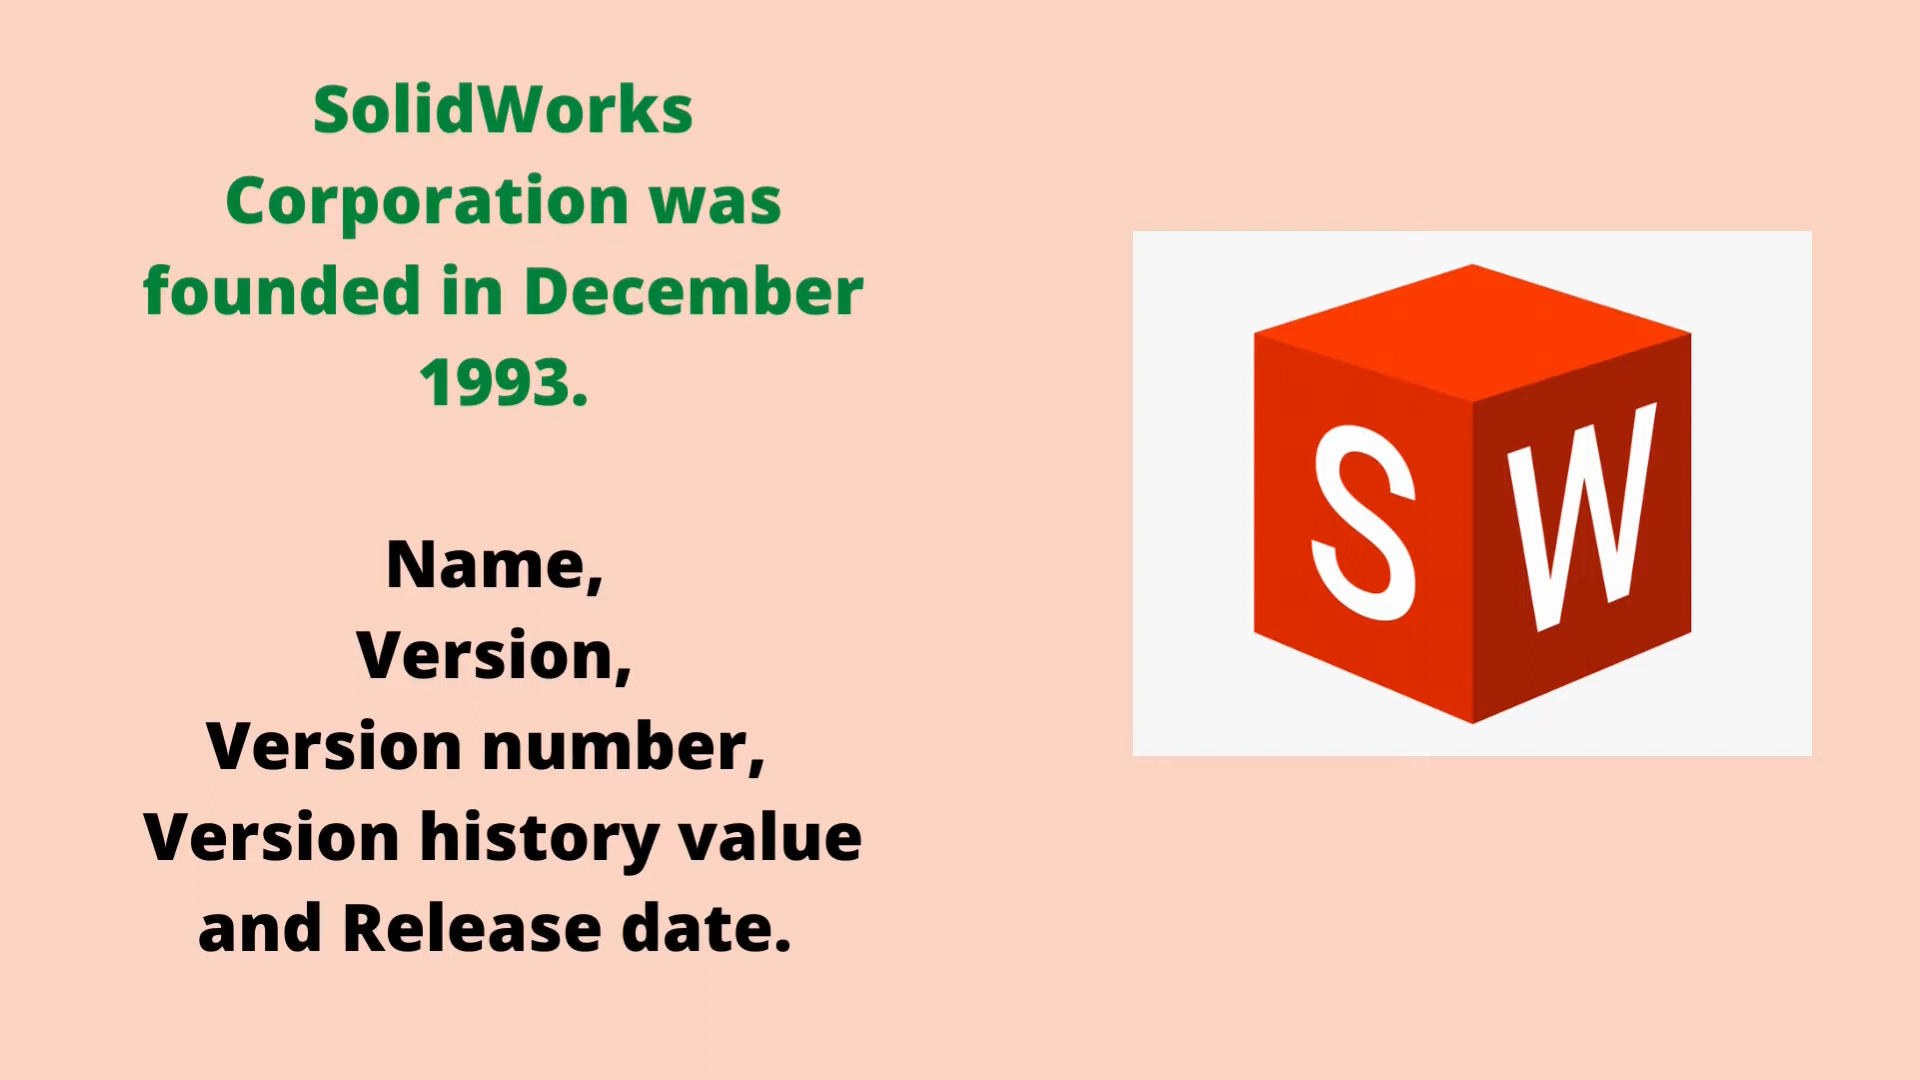 SolidWorks
Corporation was
founded in December
1993.
Name,
Version,
Version number,
Version history value
and Release date.
S W